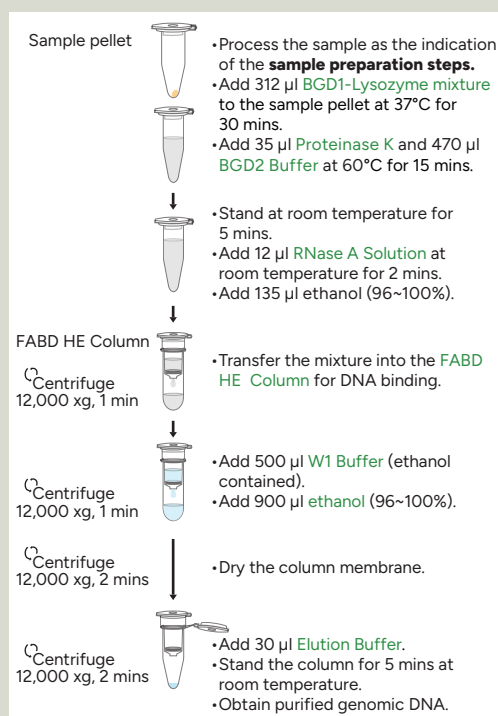 Sample pellet
•Process the sample as the indication
of the sample preparation steps.
•Add 312 µl BGD1-Lysozyme mixture
to the sample pellet at 37°C for
30 mins.
•Add 35 µl Proteinase K and 470 µl
BGD2 Buffer at 60°C for 15 mins.
•Stand at room temperature for
5 mins.
•Add 12 µl RNase A Solution at
room temperature for 2 mins.
•Add 135 µl ethanol (96~100%).
FABD HE Column
Centrifuge
12,000 xg, 1 min
•Transfer the mixture into the FABD
HE Column for DNA binding.
Centrifuge
12,000 xg, 1 min
•Add 500 µl W1 Buffer (ethanol
contained).
•Add 900 µl ethanol (96~100%).
Centrifuge
12,000 xg, 2 mins
•Dry the column membrane.
Centrifuge
12,000 xg, 2 mins
•Add 30 µl Elution Buffer.
•Stand the column for 5 mins at
room temperature.
•Obtain purified genomic DNA.